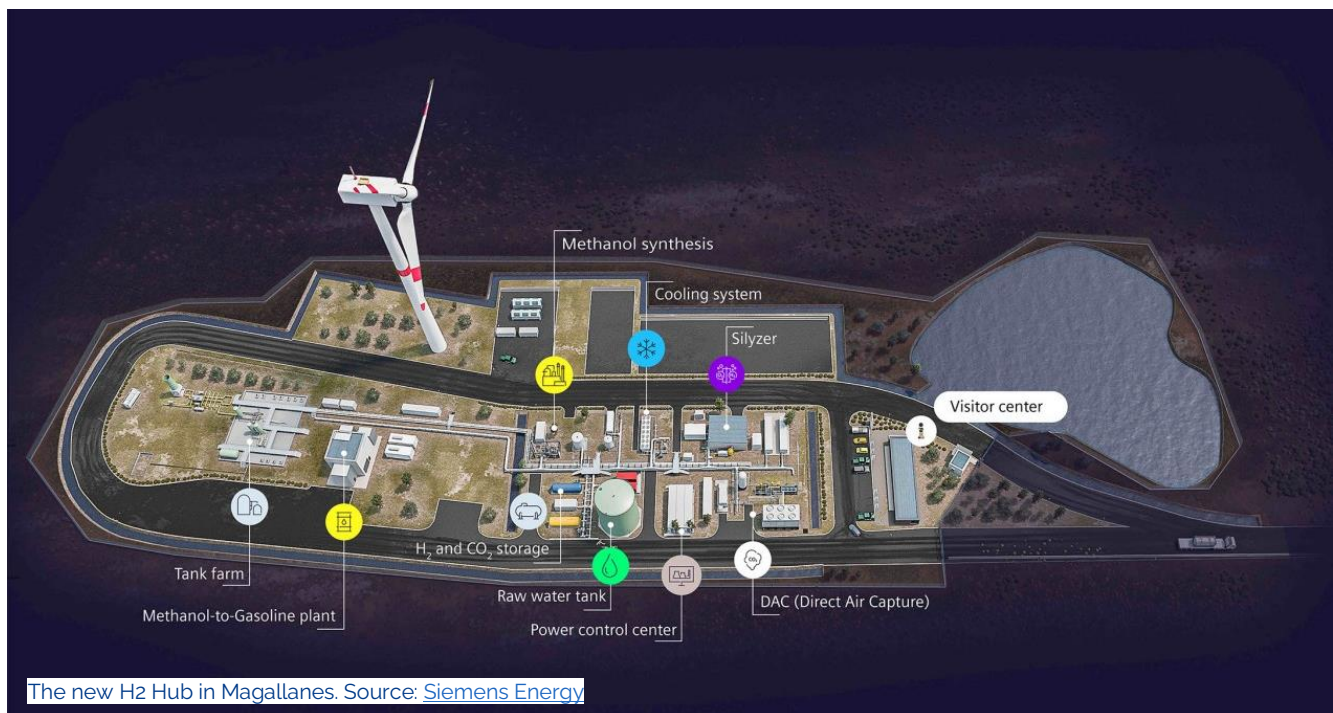 Methanol synthesis
Cooling system
Silyzer
Visitor center
H₂ and CO₂ storage
Tank farm
Raw water tank
DAC (Direct Air Capture)
Methanol-to-Gasoline plant
Power control center
CO₂
The new H2 Hub in Magallanes. Source: Siemens Energy